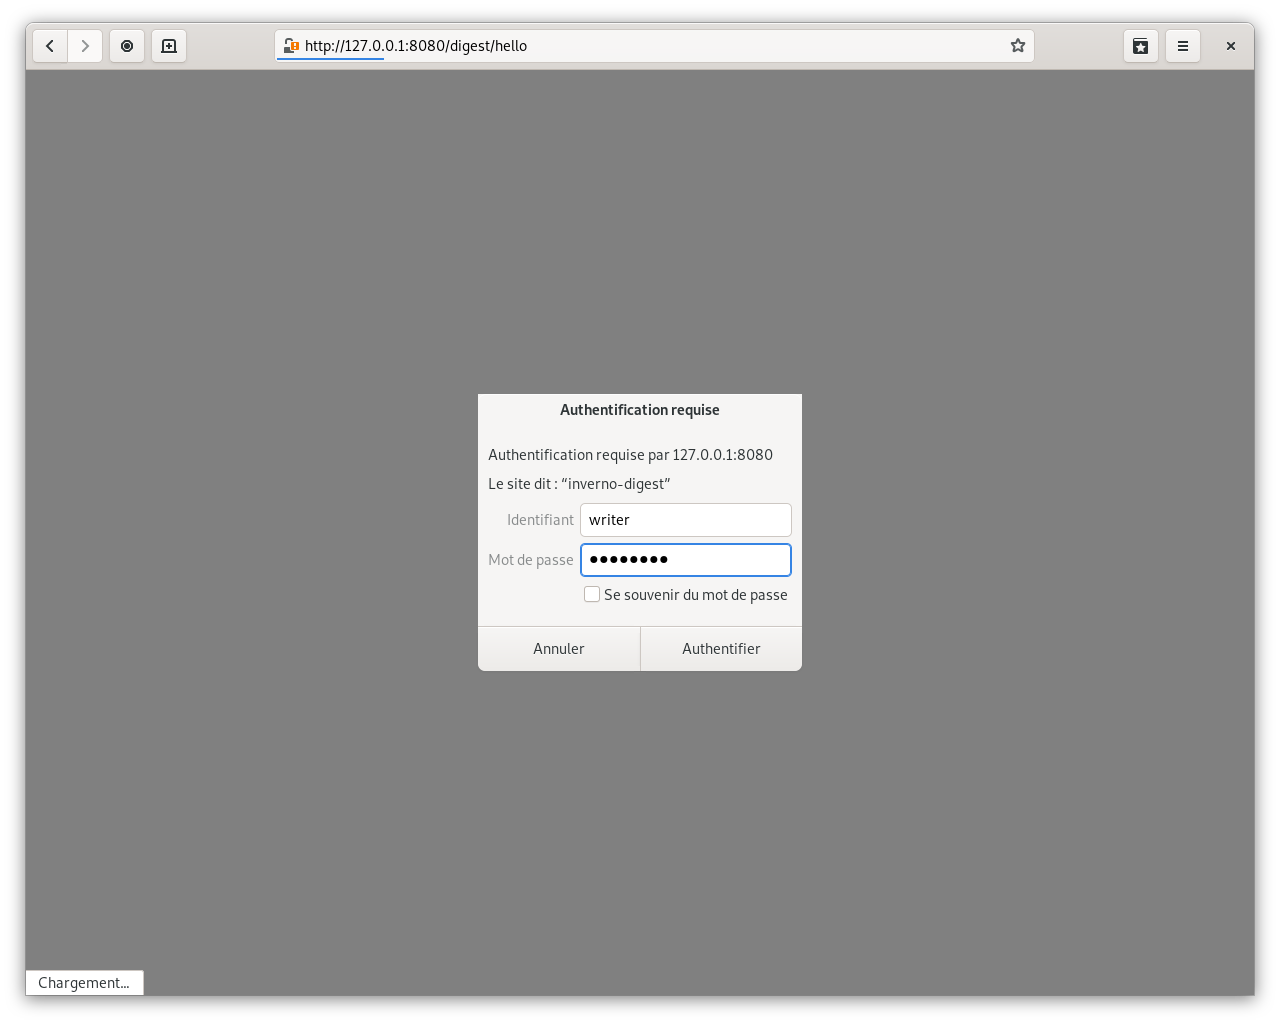 http://127.0.0.1:8080/digest/hello
Authentification requise
Authentification requise par 127.0.0.1:8080
Le site dit : “inverno-digest”
Identifiant writer
Mot de passe ●●●●●●●●
Se souvenir du mot de passe
Annuler Authentifier
Chargement…